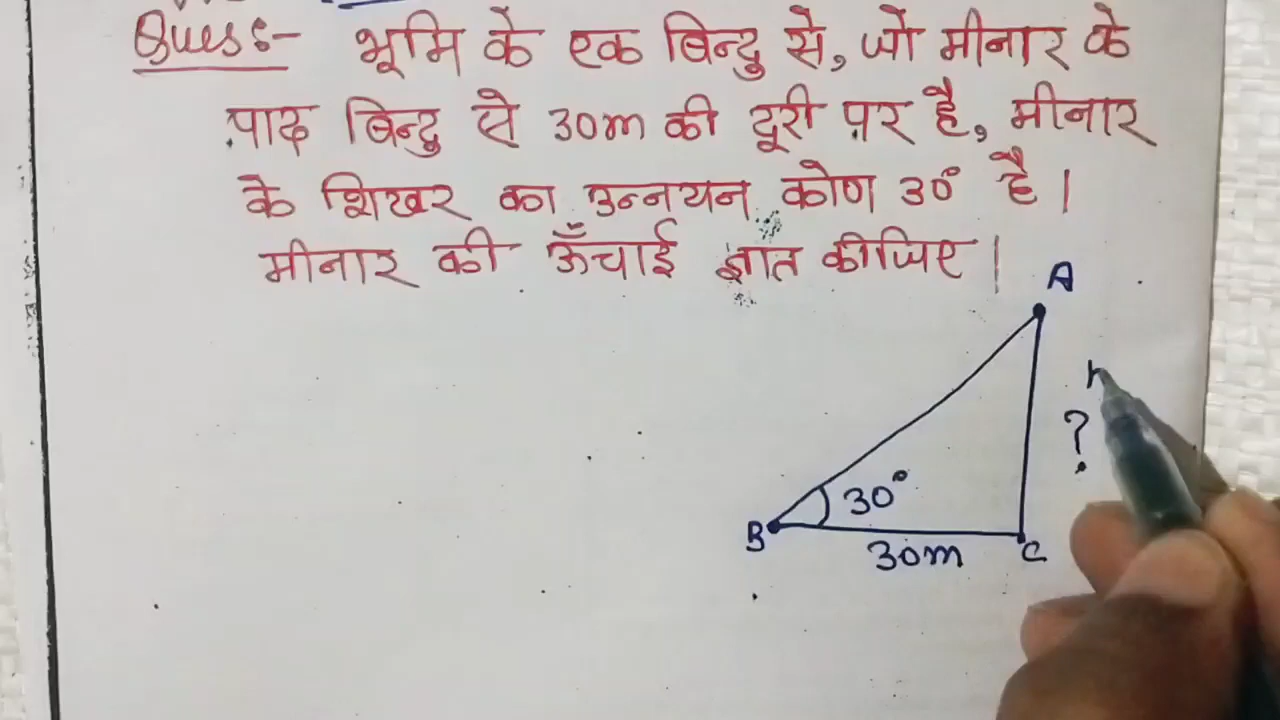 Ques:- भूमि के एक बिन्दु से, जो मीनार के
पाद बिन्दु से 30m की दूरी पर है, मीनार
के शिखर का उन्नयन कोण 30° है।
मीनार की ऊँचाई ज्ञात कीजिए।
A
?
30°
B
30m
C